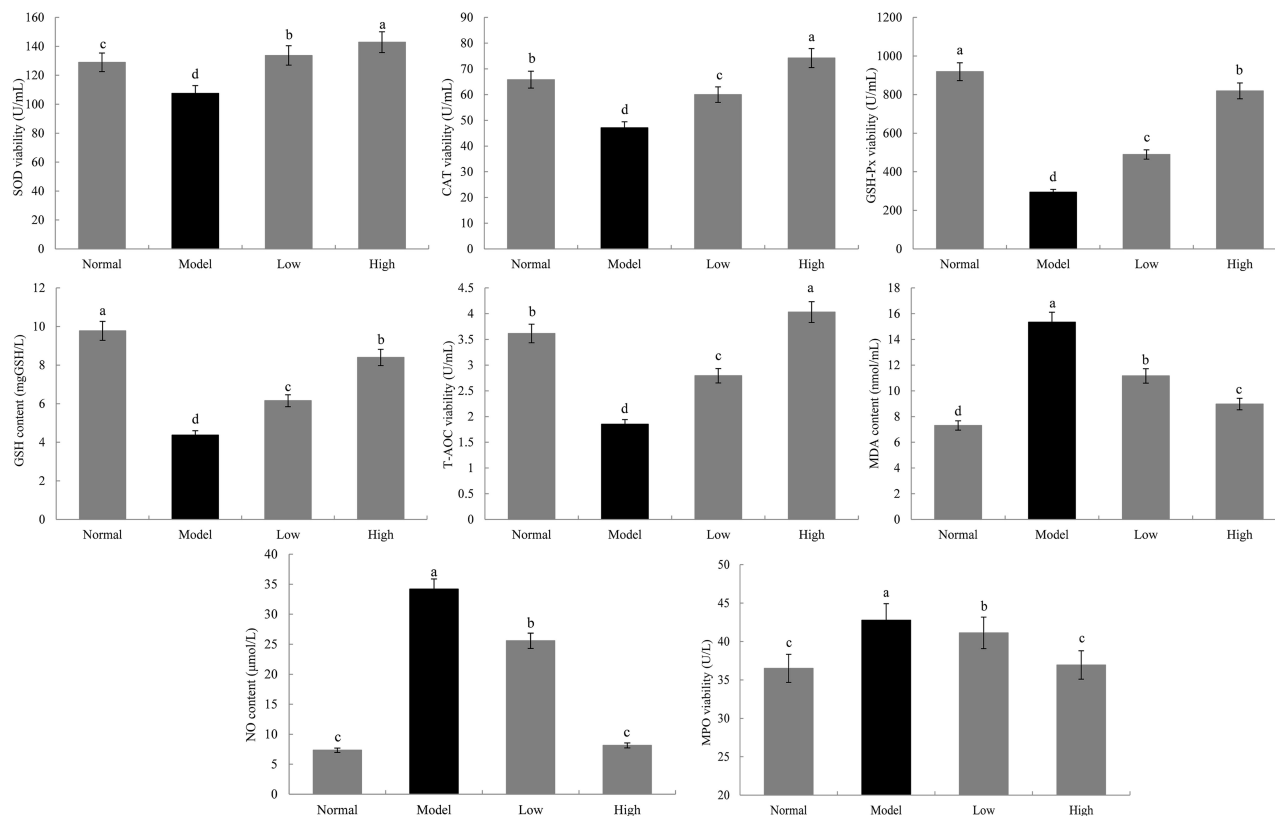 SOD viability (U/mL)
160
140
120
100
80
60
40
20
0
c
d
b
a
Normal Model Low High
CAT viability (U/mL)
90
80
70
60
50
40
30
20
10
0
b
d
c
a
Normal Model Low High
GSH-Px viability (U/mL)
1200
1000
800
600
400
200
0
a
d
c
b
Normal Model Low High
GSH content (mgGSH/L)
12
10
8
6
4
2
0
a
d
c
b
Normal Model Low High
T-AOC viability (U/mL)
4.5
4
3.5
3
2.5
2
1.5
1
0.5
0
b
d
c
a
Normal Model Low High
MDA content (nmol/mL)
18
16
14
12
10
8
6
4
2
0
d
a
b
c
Normal Model Low High
NO content (μmol/L)
40
35
30
25
20
15
10
5
0
c
a
b
c
Normal Model Low High
MPO viability (U/L)
50
45
40
35
30
25
20
c
a
b
c
Normal Model Low High